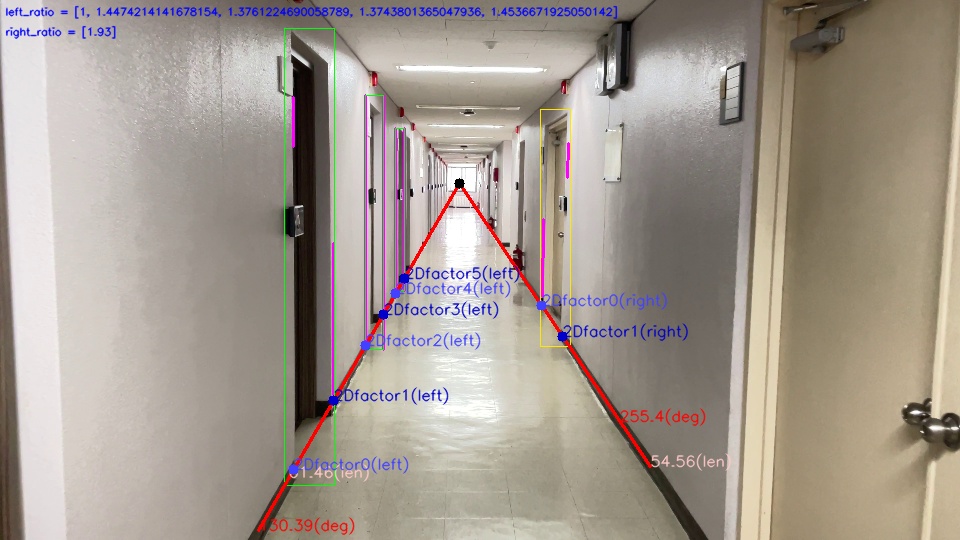 left_ratio = [1, 1.4474214141678154, 1.3761224690058789, 1.3743801365047936, 1.4536671925050142]
right_ratio = [1.93]
2Dfactor5(left)
2Dfactor4(left)
2Dfactor0(right)
2Dfactor3(left)
2Dfactor1(right)
2Dfactor2(left)
2Dfactor1(left)
255.4(deg)
54.56(len)
2Dfactor0(left)
51.46(len)
130.39(deg)